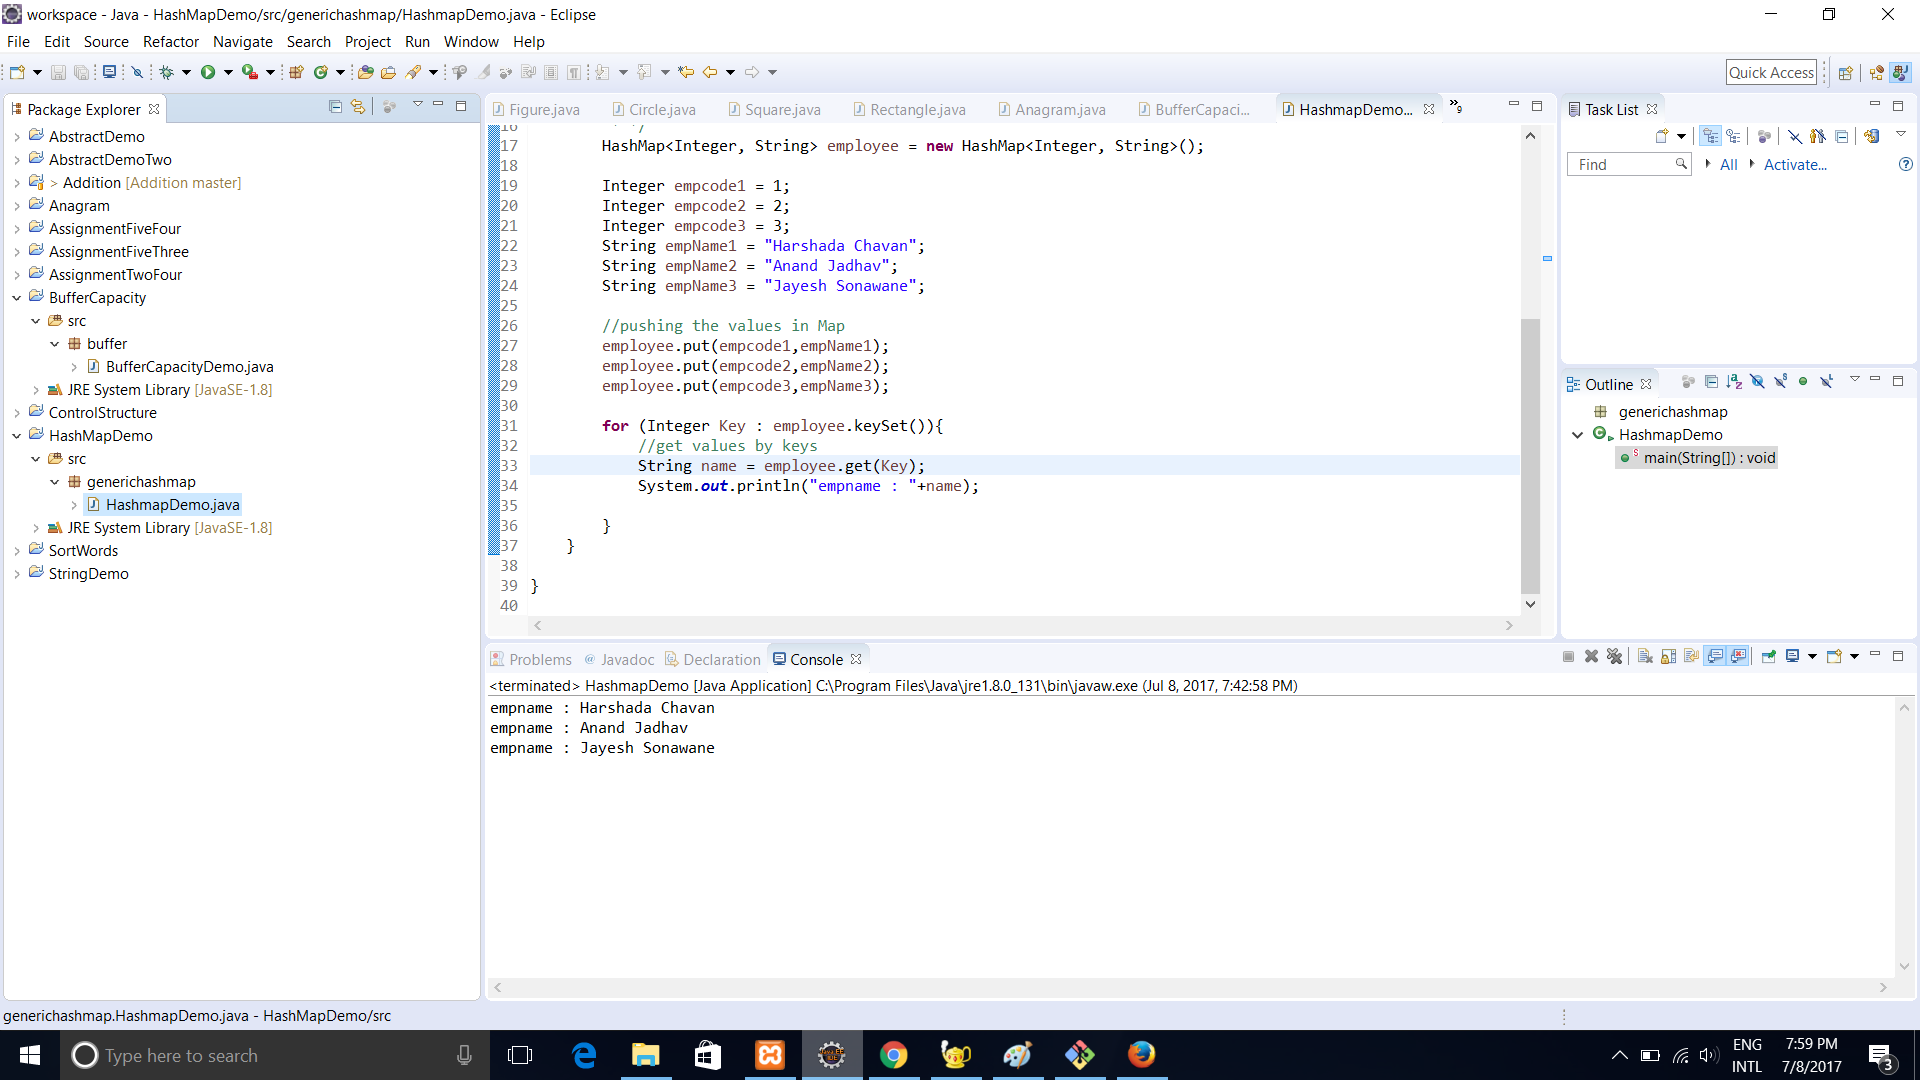 workspace - Java - HashMapDemo/src/generichashmap/HashmapDemo.java - Eclipse
File Edit Source Refactor Navigate Search Project Run Window Help
Quick Access
Package Explorer
AbstractDemo
AbstractDemoTwo
> Addition [Addition master]
Anagram
AssignmentFiveFour
AssignmentFiveThree
AssignmentTwoFour
BufferCapacity
src
buffer
BufferCapacityDemo.java
JRE System Library [JavaSE-1.8]
ControlStructure
HashMapDemo
src
generichashmap
HashmapDemo.java
JRE System Library [JavaSE-1.8]
SortWords
StringDemo
Figure.java Circle.java Square.java Rectangle.java Anagram.java BufferCapaci... HashmapDemo... »9
16 */
17 HashMap<Integer, String> employee = new HashMap<Integer, String>();
18
19 Integer empcode1 = 1;
20 Integer empcode2 = 2;
21 Integer empcode3 = 3;
22 String empName1 = "Harshada Chavan";
23 String empName2 = "Anand Jadhav";
24 String empName3 = "Jayesh Sonawane";
25
26 //pushing the values in Map
27 employee.put(empcode1,empName1);
28 employee.put(empcode2,empName2);
29 employee.put(empcode3,empName3);
30
31 for (Integer Key : employee.keySet()){
32 //get values by keys
33 String name = employee.get(Key);
34 System.out.println("empname : "+name);
35
36 }
37 }
38
39 }
40
Task List
Find All Activate...
Outline
generichashmap
HashmapDemo
main(String[]) : void
Problems @ Javadoc Declaration Console
<terminated> HashmapDemo [Java Application] C:\Program Files\Java\jre1.8.0_131\bin\javaw.exe (Jul 8, 2017, 7:42:58 PM)
empname : Harshada Chavan
empname : Anand Jadhav
empname : Jayesh Sonawane
generichashmap.HashmapDemo.java - HashMapDemo/src
Type here to search
ENG
INTL
7:59 PM
7/8/2017
3